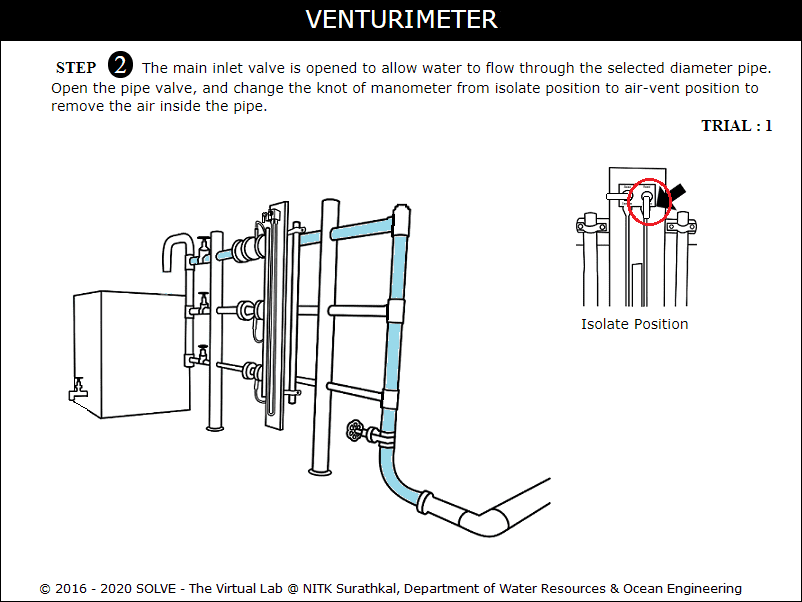 VENTURIMETER
STEP 2 The main inlet valve is opened to allow water to flow through the selected diameter pipe.
Open the pipe valve, and change the knot of manometer from isolate position to air-vent position to
remove the air inside the pipe.
TRIAL : 1
Isolate Position
© 2016 - 2020 SOLVE - The Virtual Lab @ NITK Surathkal, Department of Water Resources & Ocean Engineering